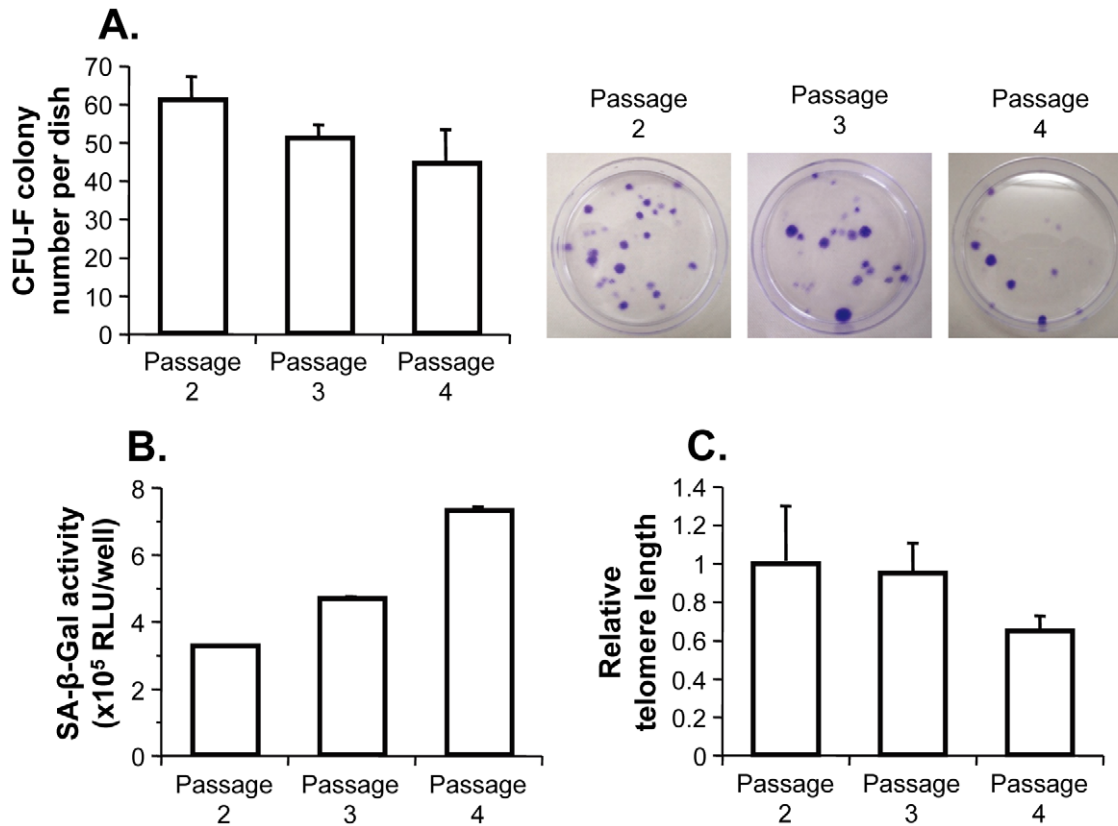 A.
CFU-F colony
number per dish
70
60
50
40
30
20
10
0
Passage
2
Passage
3
Passage
4
Passage
2
Passage
3
Passage
4
B.
SA-β-Gal activity
(x10⁵ RLU/well)
8
6
4
2
0
Passage
2
Passage
3
Passage
4
C.
Relative
telomere length
1.4
1.2
1
0.8
0.6
0.4
0.2
0
Passage
2
Passage
3
Passage
4